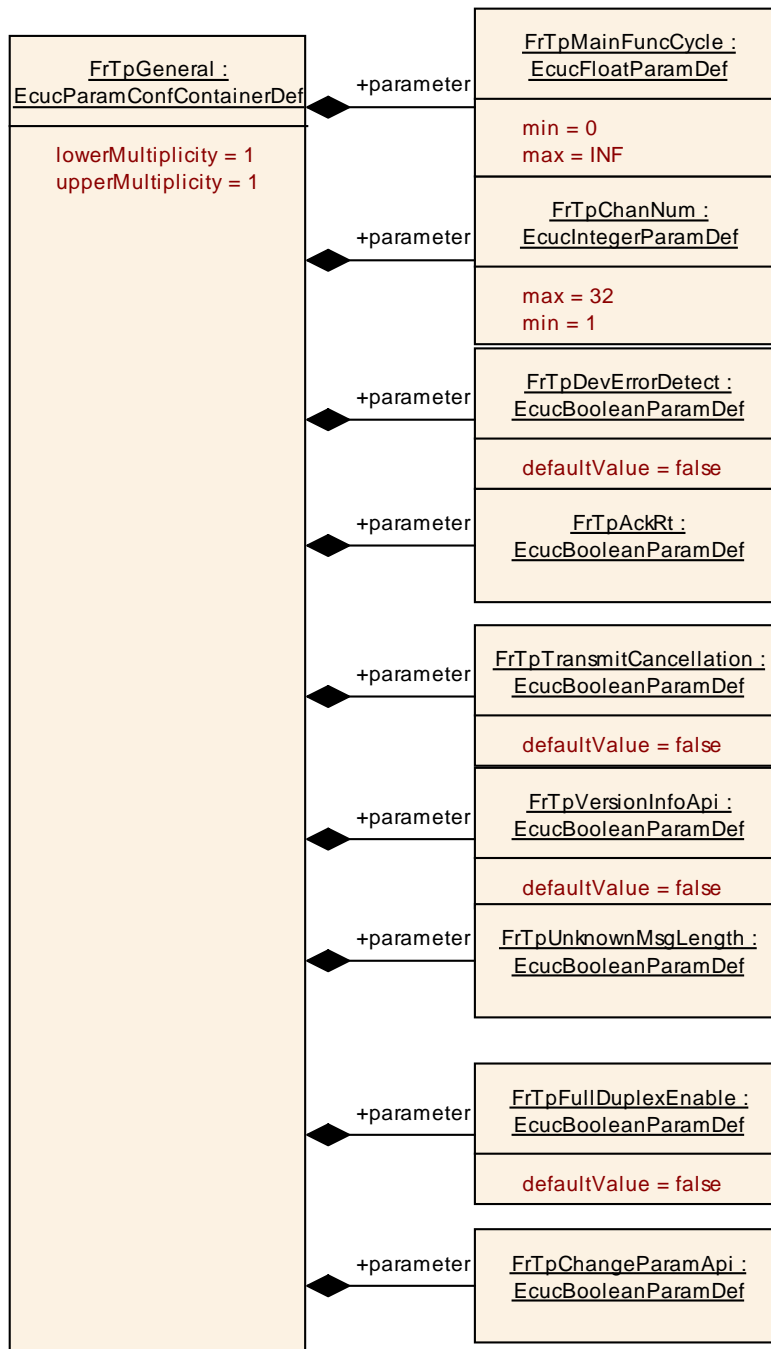 FrTpGeneral :
EcucParamConfContainerDef
lowerMultiplicity = 1
upperMultiplicity = 1
+parameter
FrTpMainFuncCycle :
EcucFloatParamDef
min = 0
max = INF
+parameter
FrTpChanNum :
EcucIntegerParamDef
max = 32
min = 1
+parameter
FrTpDevErrorDetect :
EcucBooleanParamDef
defaultValue = false
+parameter
FrTpAckRt :
EcucBooleanParamDef
+parameter
FrTpTransmitCancellation :
EcucBooleanParamDef
defaultValue = false
+parameter
FrTpVersionInfoApi :
EcucBooleanParamDef
defaultValue = false
+parameter
FrTpUnknownMsgLength :
EcucBooleanParamDef
+parameter
FrTpFullDuplexEnable :
EcucBooleanParamDef
defaultValue = false
+parameter
FrTpChangeParamApi :
EcucBooleanParamDef